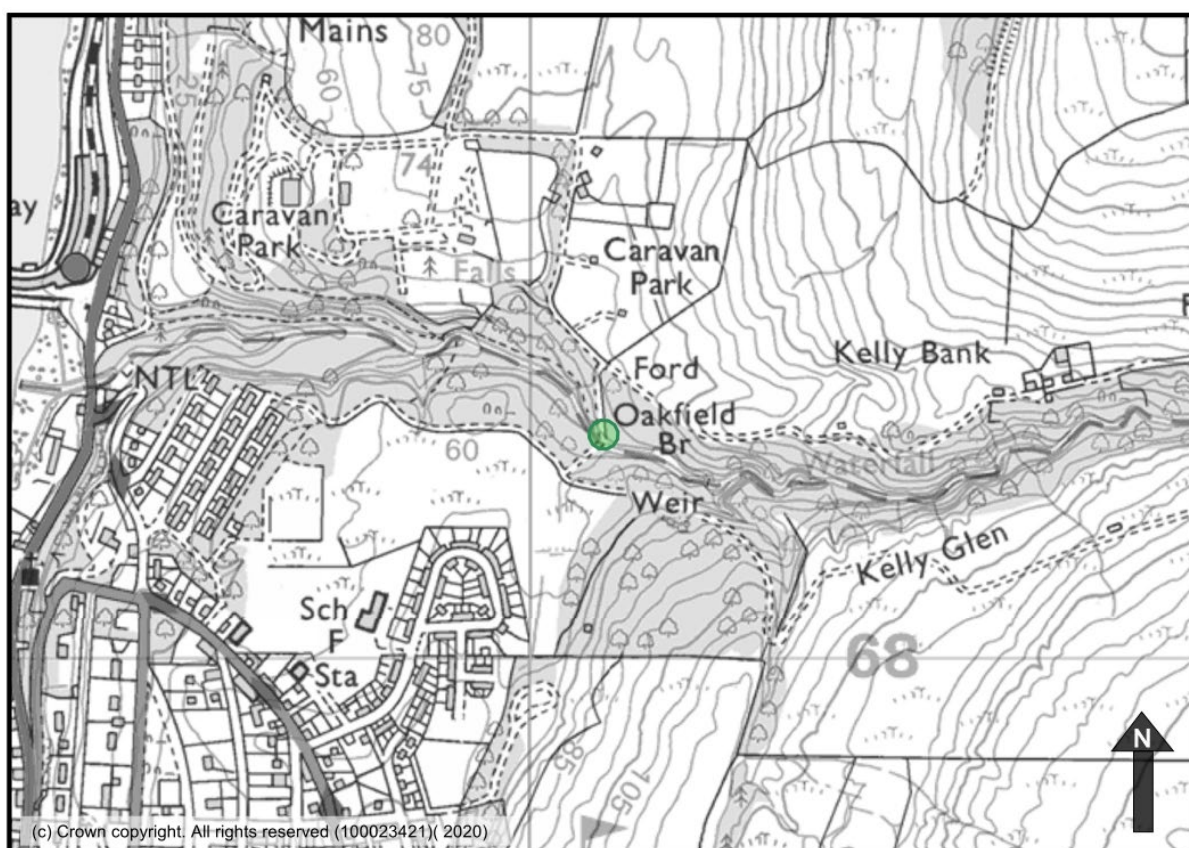 Mains
80
75
60
25
74
ay
Caravan
Park
Falls
Caravan
Park
Ford
Kelly Bank
NTL
Oakfield
Br
60
Waterfall
Weir
Kelly Glen
Sch
F
Sta
68
85
105
N
(c) Crown copyright. All rights reserved (100023421)( 2020)